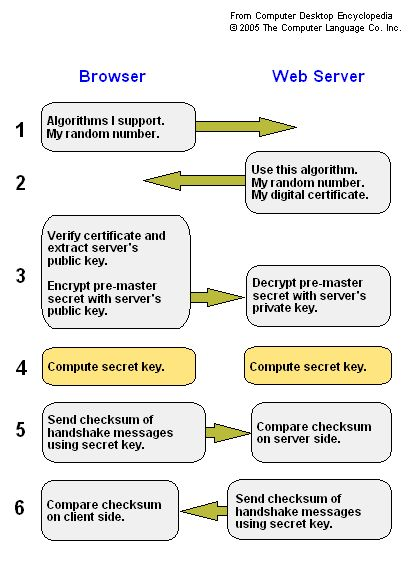 From Computer Desktop Encyclopedia
© 2005 The Computer Language Co. Inc.
Browser
Web Server
1
Algorithms I support.
My random number.
2
Use this algorithm.
My random number.
My digital certificate.
3
Verify certificate and
extract server's
public key.
Encrypt pre-master
secret with server's
public key.
Decrypt pre-master
secret with server's
private key.
4
Compute secret key.
Compute secret key.
5
Send checksum of
handshake messages
using secret key.
Compare checksum
on server side.
6
Compare checksum
on client side.
Send checksum of
handshake messages
using secret key.